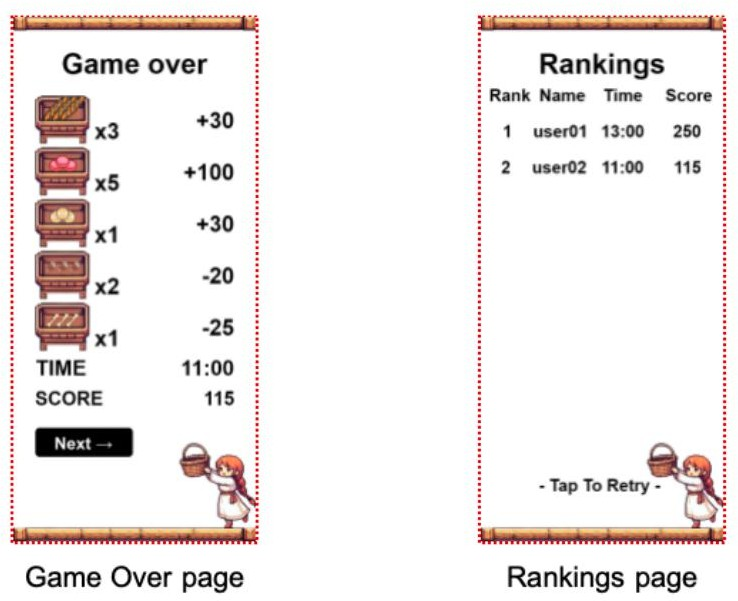 Game over
x3 +30
x5 +100
x1 +30
x2 -20
x1 -25
TIME 11:00
SCORE 115
Next →
Game Over page
Rankings
Rank Name Time Score
1 user01 13:00 250
2 user02 11:00 115
- Tap To Retry -
Rankings page